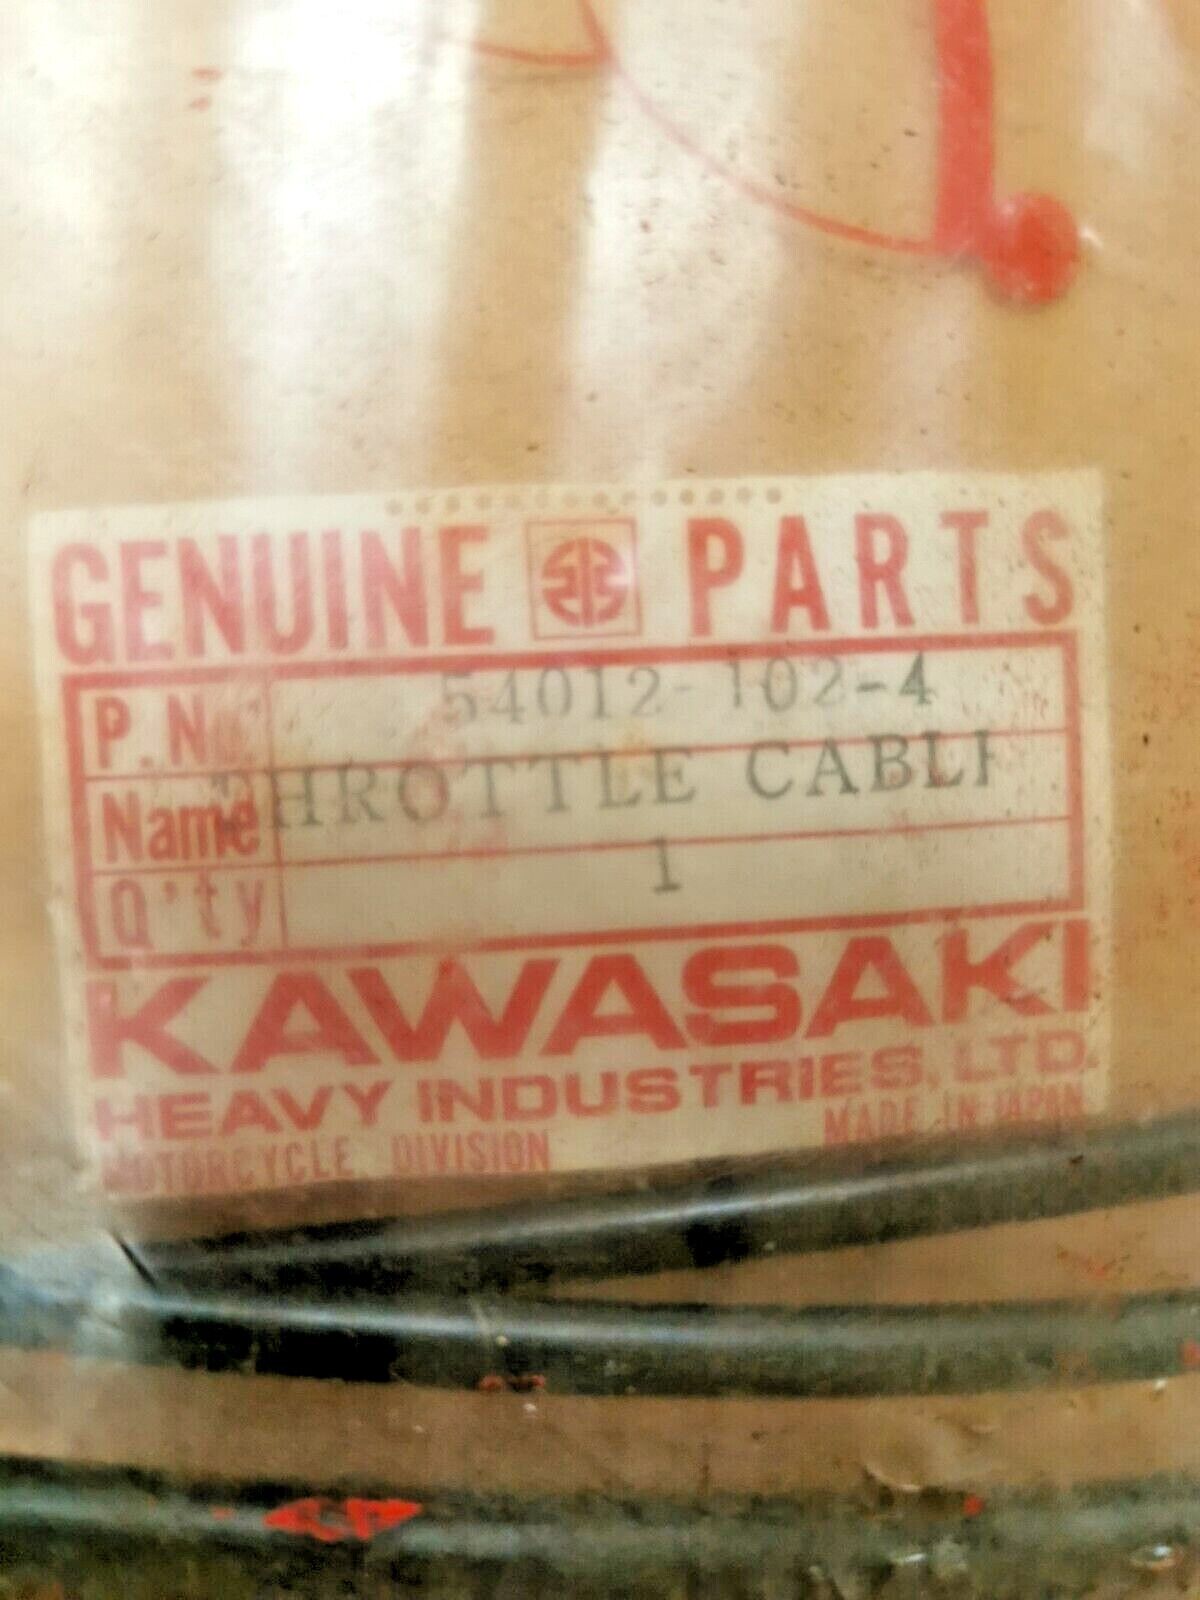 GENUINE PARTS
P.N. 54012-102-4
Name THROTTLE CABLE
Q'ty 1
KAWASAKI
HEAVY INDUSTRIES, LTD.
MOTORCYCLE DIVISION MADE IN JAPAN